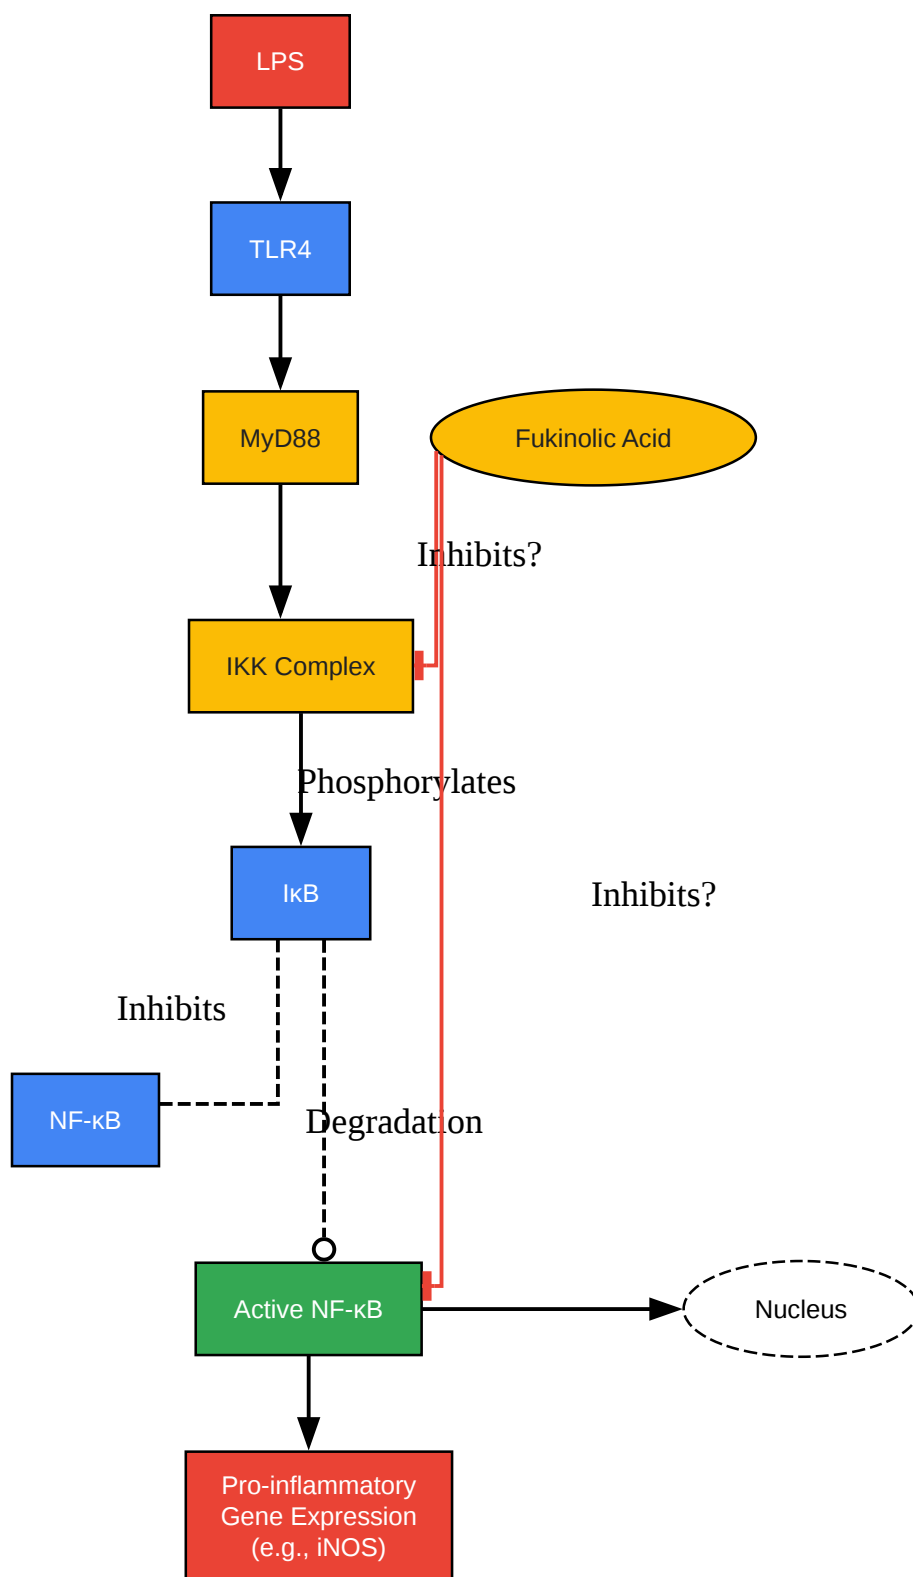 LPS
TLR4
MyD88
Fukinolic Acid
Inhibits?
IKK Complex
Phosphorylates
IκB
Inhibits?
Inhibits
NF-κB
Degradation
Active NF-κB
Nucleus
Pro-inflammatory
Gene Expression
(e.g., iNOS)